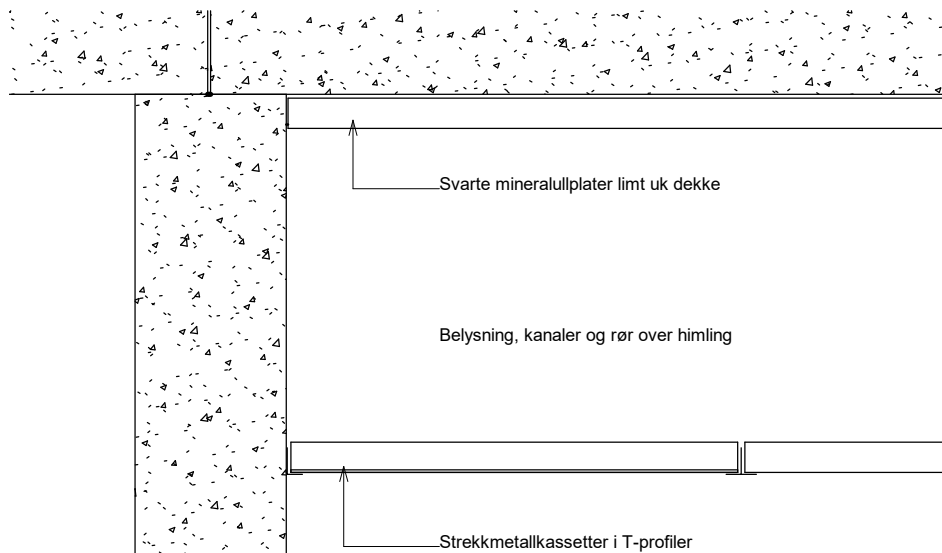 Svarte mineralullplater limt uk dekke
Belysning, kanaler og rør over himling
Strekkmetallkassetter i T-profiler